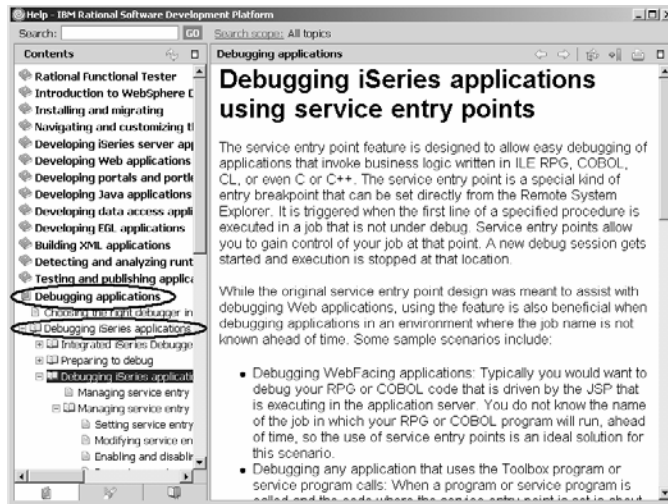 Help - IBM Rational Software Development Platform
Search: GO Search scope: All topics
Contents
Rational Functional Tester
Introduction to WebSphere D
Installing and migrating
Navigating and customizing t
Developing iSeries server app
Developing Web applications
Developing portals and portle
Developing Java applications
Developing data access appli
Developing EGL applications
Building XML applications
Detecting and analyzing runt
Testing and publishing applica
Debugging applications
Choosing the right debugger in
Debugging iSeries applications
Integrated iSeries Debugge
Preparing to debug
Debugging iSeries applicati
Managing service entry
Managing service entry
Setting service entry
Modifying service en
Enabling and disablin
Debugging applications
Debugging iSeries applications
using service entry points
The service entry point feature is designed to allow easy debugging of
applications that invoke business logic written in ILE RPG, COBOL,
CL, or even C or C++. The service entry point is a special kind of
entry breakpoint that can be set directly from the Remote System
Explorer. It is triggered when the first line of a specified procedure is
executed in a job that is not under debug. Service entry points allow
you to gain control of your job at that point. A new debug session gets
started and execution is stopped at that location.
While the original service entry point design was meant to assist with
debugging Web applications, using the feature is also beneficial when
debugging applications in an environment where the job name is not
known ahead of time. Some sample scenarios include:
• Debugging WebFacing applications: Typically you would want to
debug your RPG or COBOL code that is driven by the JSP that
is executing in the application server. You do not know the name
of the job in which your RPG or COBOL program will run, ahead
of time, so the use of service entry points is an ideal solution for
this scenario.
• Debugging any application that uses the Toolbox program or
service program calls: When a program or service program is
called and the code where the service entry point is set in about